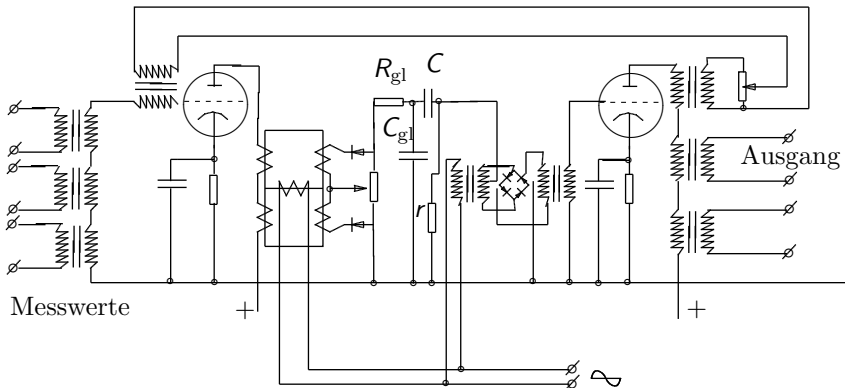 R_gl
C
C_gl
Ausgang
r
Messwerte
+
+